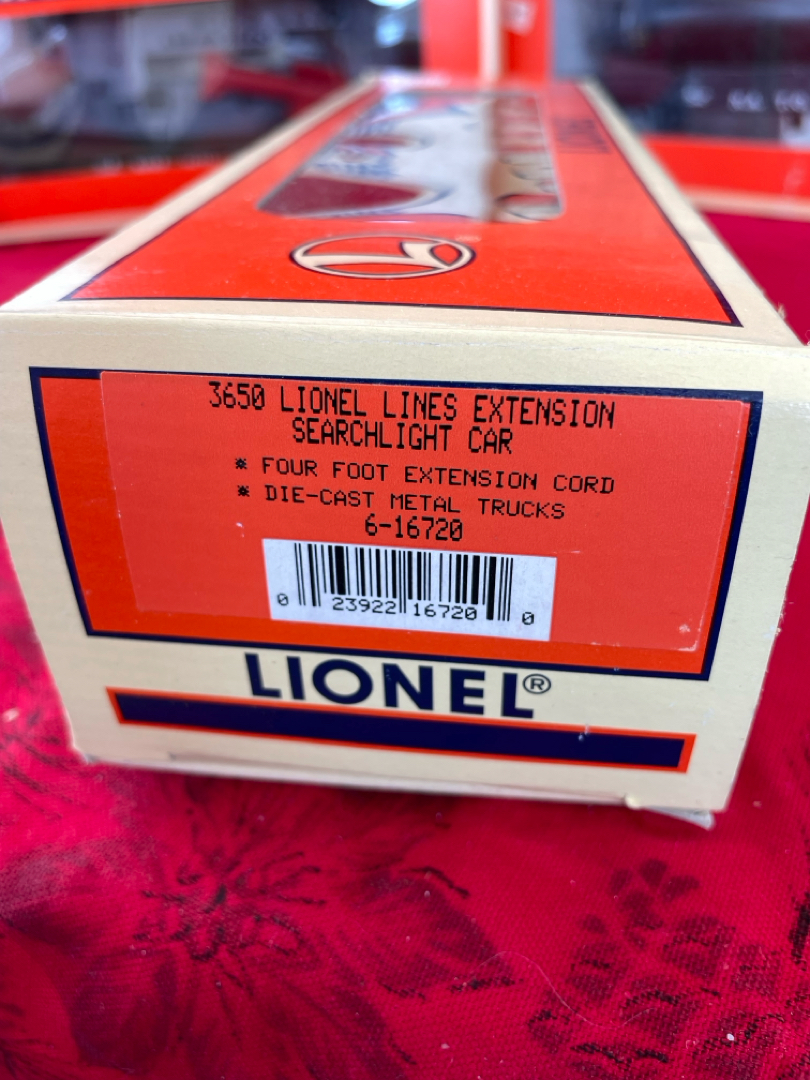 3650 LIONEL LINES EXTENSION
SEARCHLIGHT CAR
* FOUR FOOT EXTENSION CORD
* DIE-CAST METAL TRUCKS
6-16720
0 23922 16720 0
LIONEL®